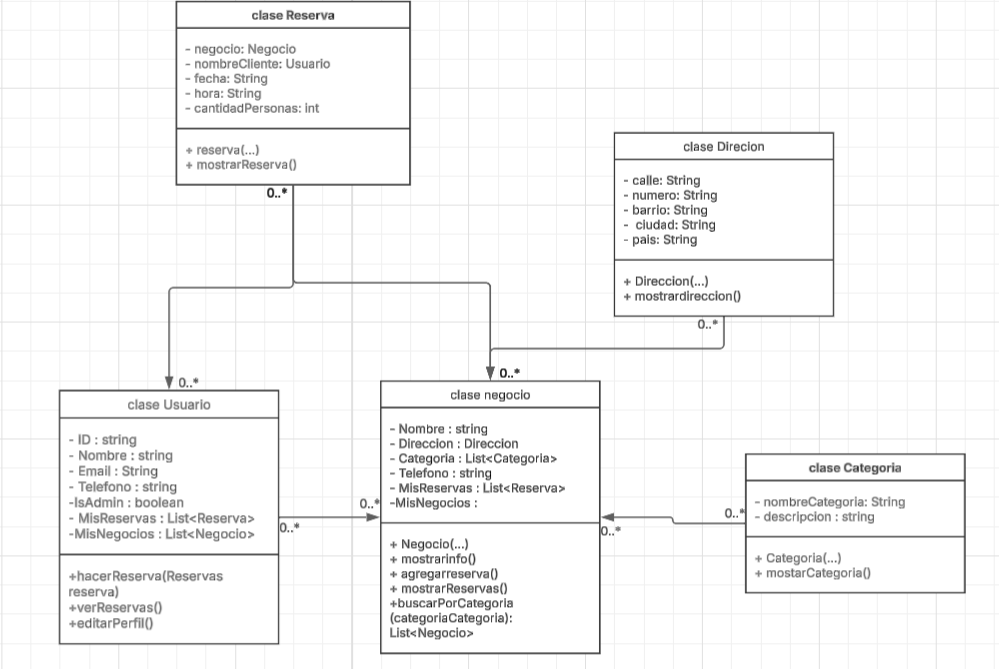 clase Reserva
- negocio: Negocio
- nombreCliente: Usuario
- fecha: String
- hora: String
- cantidadPersonas: int
+ reserva(...)
+ mostrarReserva()
0..*
clase Direcion
- calle: String
- numero: String
- barrio: String
- ciudad: String
- pais: String
+ Direccion(...)
+ mostrardireccion()
0..*
0..*
clase Usuario
- ID : string
- Nombre : string
- Email : String
- Telefono : string
-IsAdmin : boolean
- MisReservas : List<Reserva>
-MisNegocios : List<Negocio>
+hacerReserva(Reservas
reserva)
+verReservas()
+editarPerfil()
0..*
0..*
0..*
clase negocio
- Nombre : string
- Direccion : Direccion
- Categoria : List<Categoria>
- Telefono : string
- MisReservas : List<Reserva>
-MisNegocios :
+ Negocio(...)
+ mostrarinfo()
+ agregarreserva()
+ mostrarReservas()
+buscarPorCategoria
(categoriaCategoria):
List<Negocio>
0..*
0..*
clase Categoria
- nombreCategoria: String
- descripcion : string
+ Categoria(...)
+ mostarCategoria()